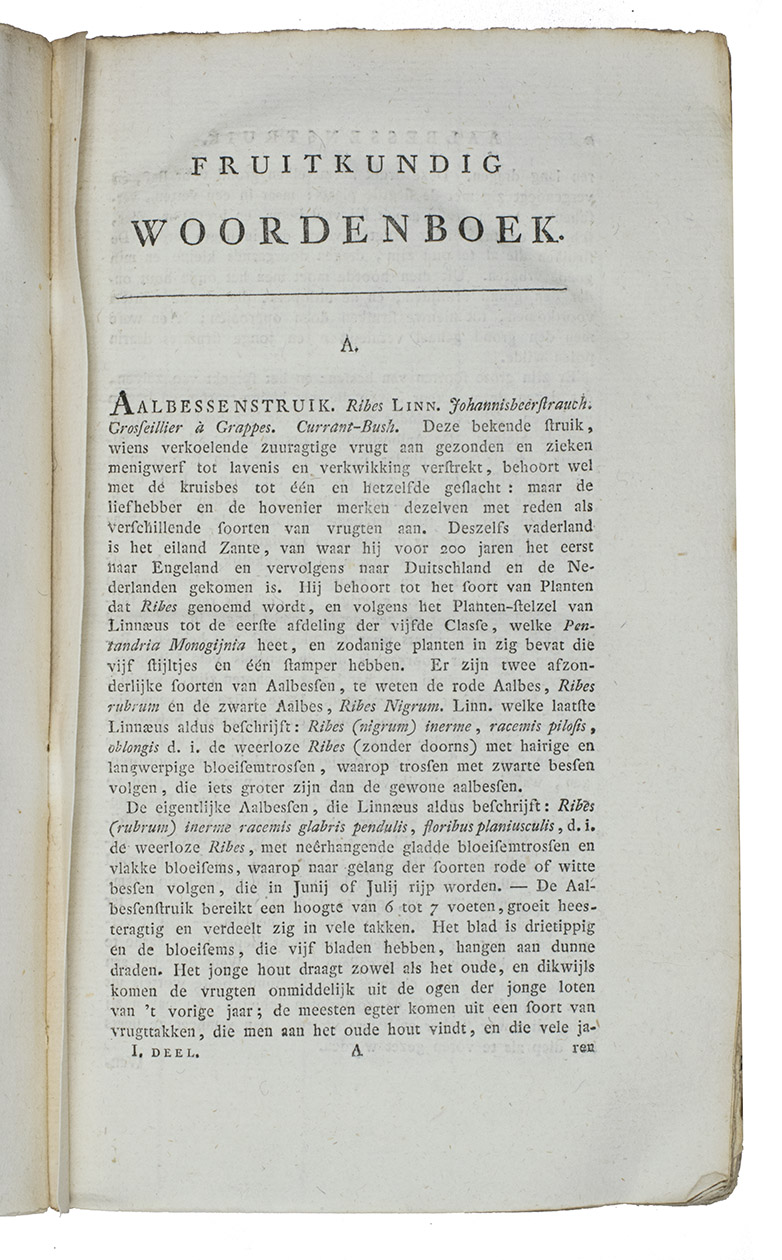 FRUITKUNDIG
WOORDENBOEK.
A.
AALBESSENSTRUIK. Ribes LINN. Johannisbeêrſtrauch.
Groſeillier à Grappes. Currant-Bush. Deze bekende ſtruik,
wiens verkoelende zuuragtige vrugt aan gezonden en zieken
menigwerf tot lavenis en verkwikking verſtrekt, behoort wel
met de kruisbes tot één en hetzelfde geſlacht: maar de
liefhebber en de hovenier merken dezelven met reden als
verſchillende ſoorten van vrugten aan. Deszelfs vaderland
is het eiland Zante, van waar hij voor 200 jaren het eerst
naar Engeland en vervolgens naar Duitschland en de Ne-
derlanden gekomen is. Hij behoort tot het ſoort van Planten
dat Ribes genoemd wordt, en volgens het Planten-ſtelzel van
Linnæus tot de eerſte afdeling der vijfde Clasſe, welke Pen-
tandria Monogijnia heet, en zodanige planten in zig bevat die
vijf ſtijltjes en één ſtamper hebben. Er zijn twee afzon-
derlijke ſoorten van Aalbesſen, te weten de rode Aalbes, Ribes
rubrum en de zwarte Aalbes, Ribes Nigrum. Linn. welke laatſte
Linnæus aldus beſchrijft: Ribes (nigrum) inerme, racemis piloſis,
oblongis d. i. de weerloze Ribes (zonder doorns) met hairige en
langwerpige bloeiſemtrosſen, waarop trosſen met zwarte besſen
volgen, die iets groter zijn dan de gewone aalbesſen.
De eigentlijke Aalbesſen, die Linnæus aldus beſchrijft: Ribes
(rubrum) inerme racemis glabris pendulis, floribus planiusculis, d. i.
de weerloze Ribes, met neêrhangende gladde bloeiſemtrosſen en
vlakke bloeiſems, waarop naar gelang der ſoorten rode of witte
besſen volgen, die in Junij of Julij rijp worden. — De Aal-
besſenſtruik bereikt een hoogte van 6 tot 7 voeten, groeit hees-
teragtig en verdeelt zig in vele takken. Het blad is drietippig
en de bloeiſems, die vijf bladen hebben, hangen aan dunne
draden. Het jonge hout draagt zowel als het oude, en dikwijls
komen de vrugten onmiddelijk uit de ogen der jonge loten
van 't vorige jaar; de meesten egter komen uit een ſoort van
vrugttakken, die men aan het oude hout vindt, en die vele ja-
I. DEEL. A ren